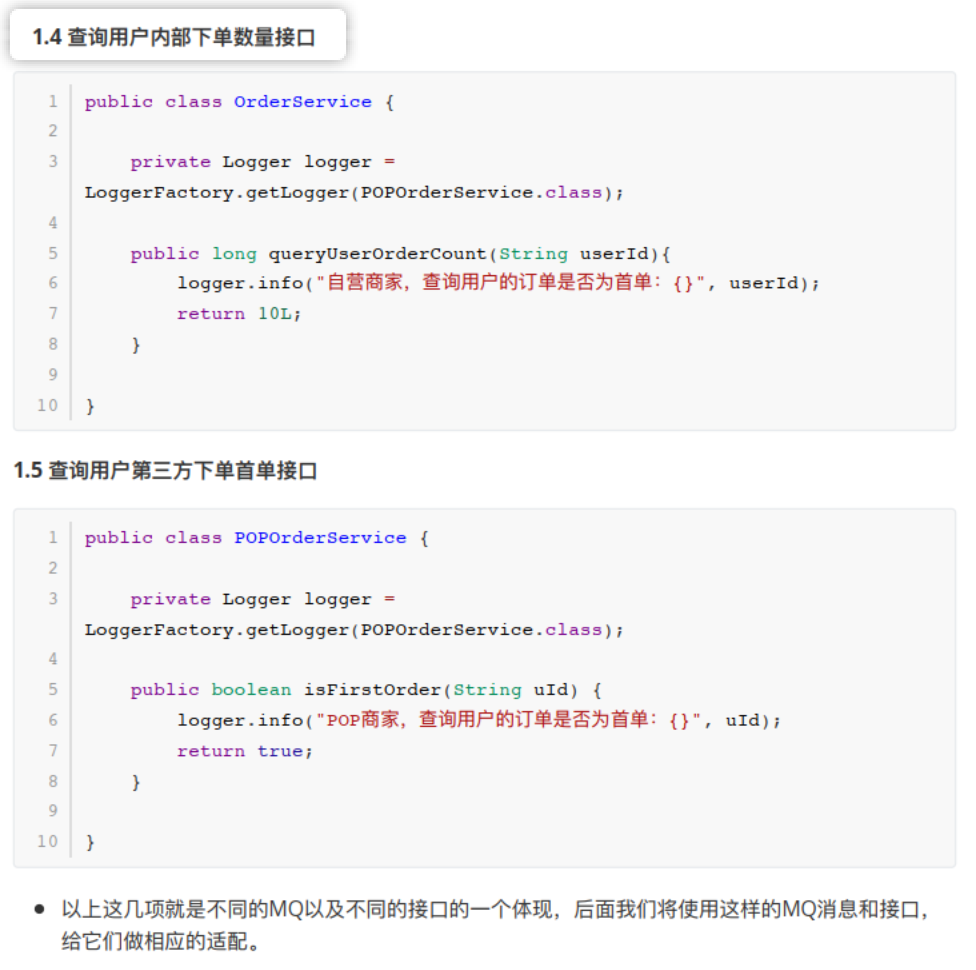 1.4 查询用户内部下单数量接口
1 public class OrderService {
2
3 private Logger logger =
LoggerFactory.getLogger(POPOrderService.class);
4
5 public long queryUserOrderCount(String userId){
6 logger.info("自营商家，查询用户的订单是否为首单：{}", userId);
7 return 10L;
8 }
9
10 }
1.5 查询用户第三方下单首单接口
1 public class POPOrderService {
2
3 private Logger logger =
LoggerFactory.getLogger(POPOrderService.class);
4
5 public boolean isFirstOrder(String uId) {
6 logger.info("POP商家，查询用户的订单是否为首单：{}", uId);
7 return true;
8 }
9
10 }
● 以上这几项就是不同的MQ以及不同的接口的一个体现，后面我们将使用这样的MQ消息和接口，
给它们做相应的适配。